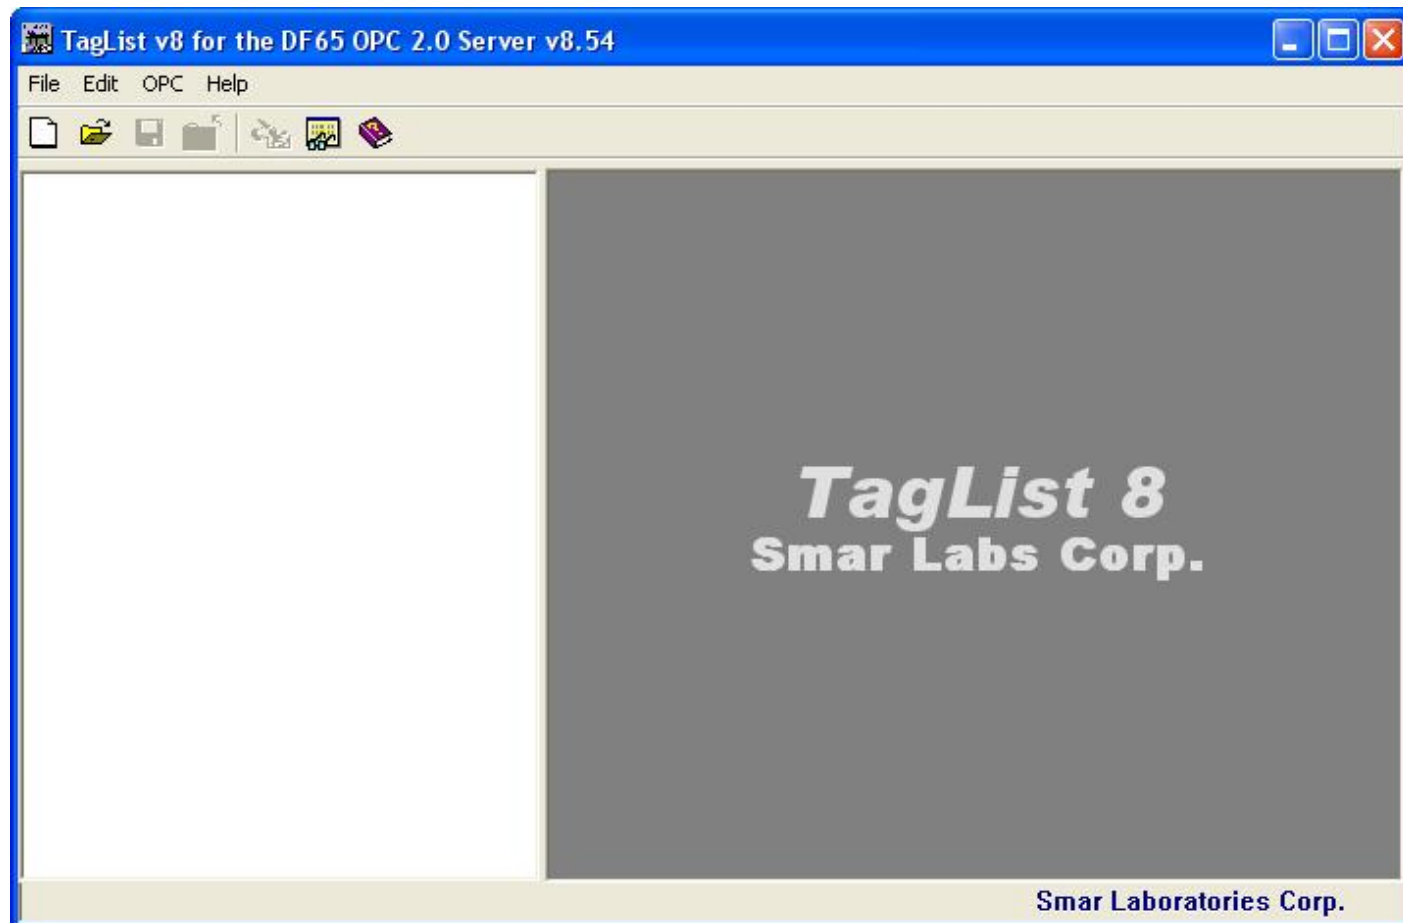 TagList v8 for the DF65 OPC 2.0 Server v8.54
File Edit OPC Help
TagList 8
Smar Labs Corp.
Smar Laboratories Corp.